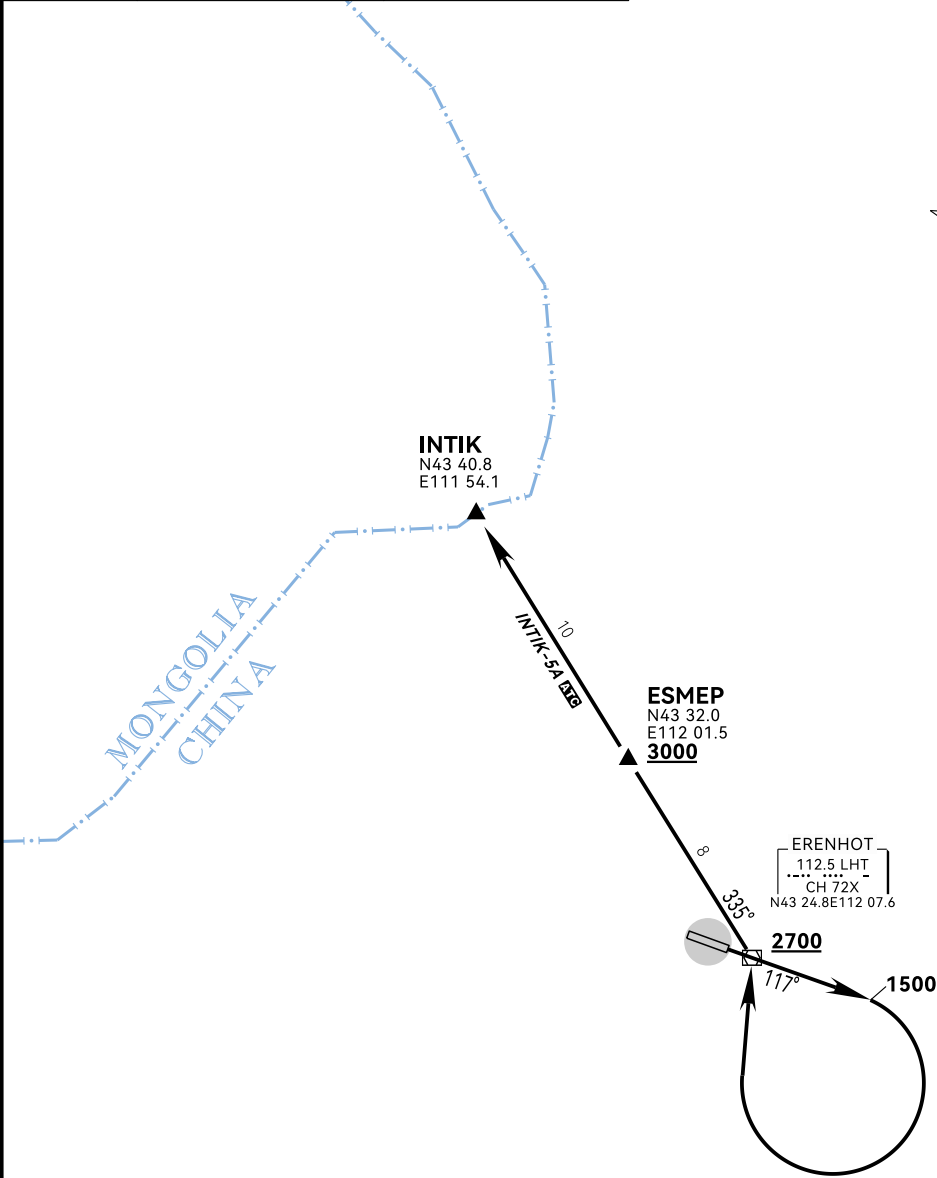 INTIK
N43 40.8
E111 54.1
MONGOLIA
CHINA
10
INTIK-5A ATC
ESMEP
N43 32.0
E112 01.5
3000
8
335°
ERENHOT
112.5 LHT
CH 72X
N43 24.8E112 07.6
2700
117°
1500